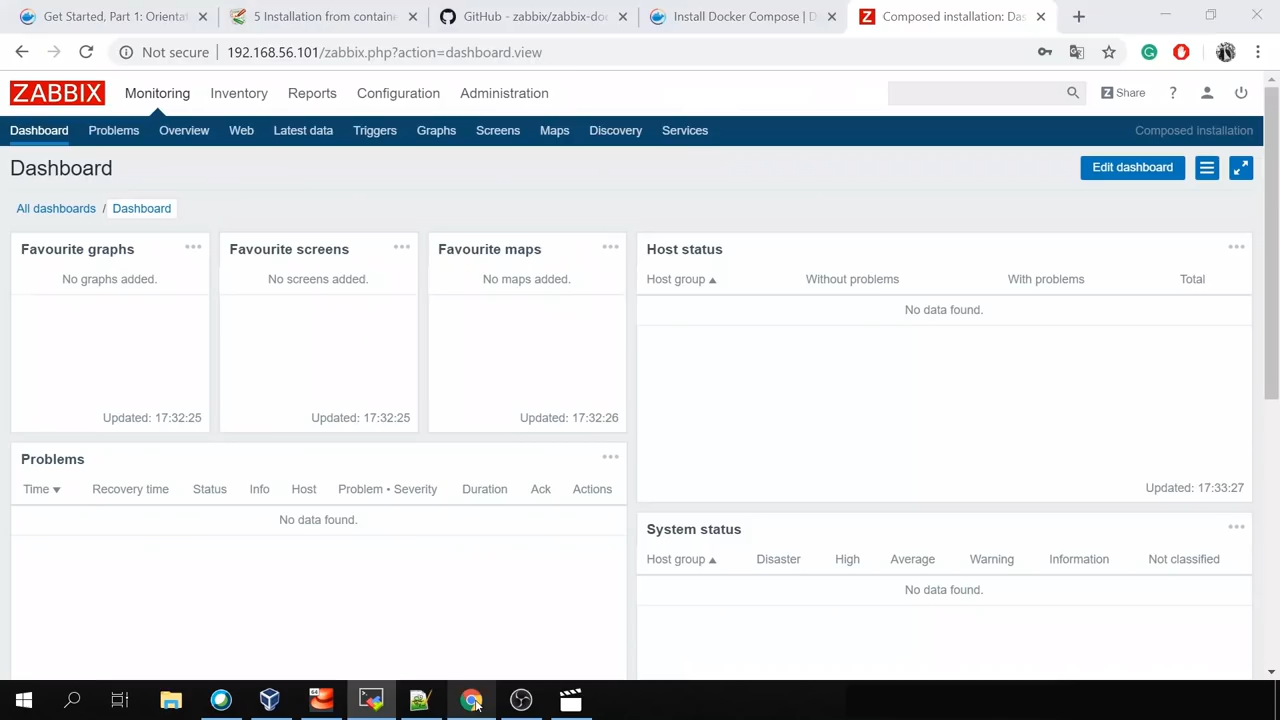 Get Started, Part 1: Orientat
5 Installation from containe
GitHub - zabbix/zabbix-doc
Install Docker Compose | D
Composed installation: Das
Not secure
192.168.56.101/zabbix.php?action=dashboard.view
ZABBIX
Monitoring
Inventory
Reports
Configuration
Administration
Z Share
?
Dashboard
Problems
Overview
Web
Latest data
Triggers
Graphs
Screens
Maps
Discovery
Services
Composed installation
Dashboard
Edit dashboard
All dashboards / Dashboard
Favourite graphs
No graphs added.
Updated: 17:32:25
Favourite screens
No screens added.
Updated: 17:32:25
Favourite maps
No maps added.
Updated: 17:32:26
Host status
Host group Without problems With problems Total
No data found.
Updated: 17:33:27
Problems
Time Recovery time Status Info Host Problem • Severity Duration Ack Actions
No data found.
System status
Host group Disaster High Average Warning Information Not classified
No data found.